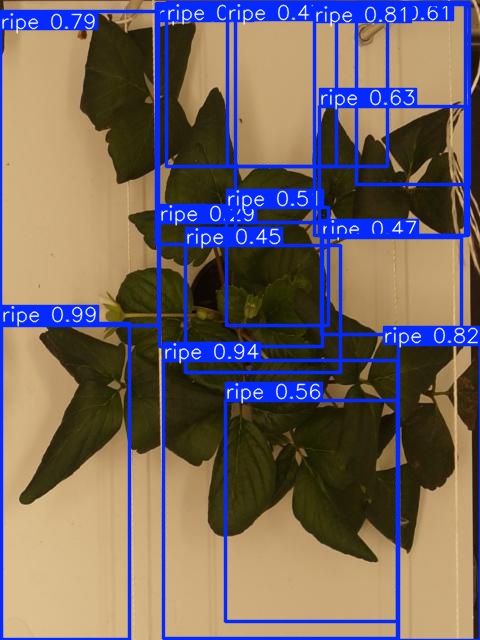 ripe 0.79
ripe 0.4
ripe 0.81
0.61
ripe 0.63
ripe 0.51
ripe 0.29
ripe 0.47
ripe 0.45
ripe 0.99
ripe 0.82
ripe 0.94
ripe 0.56